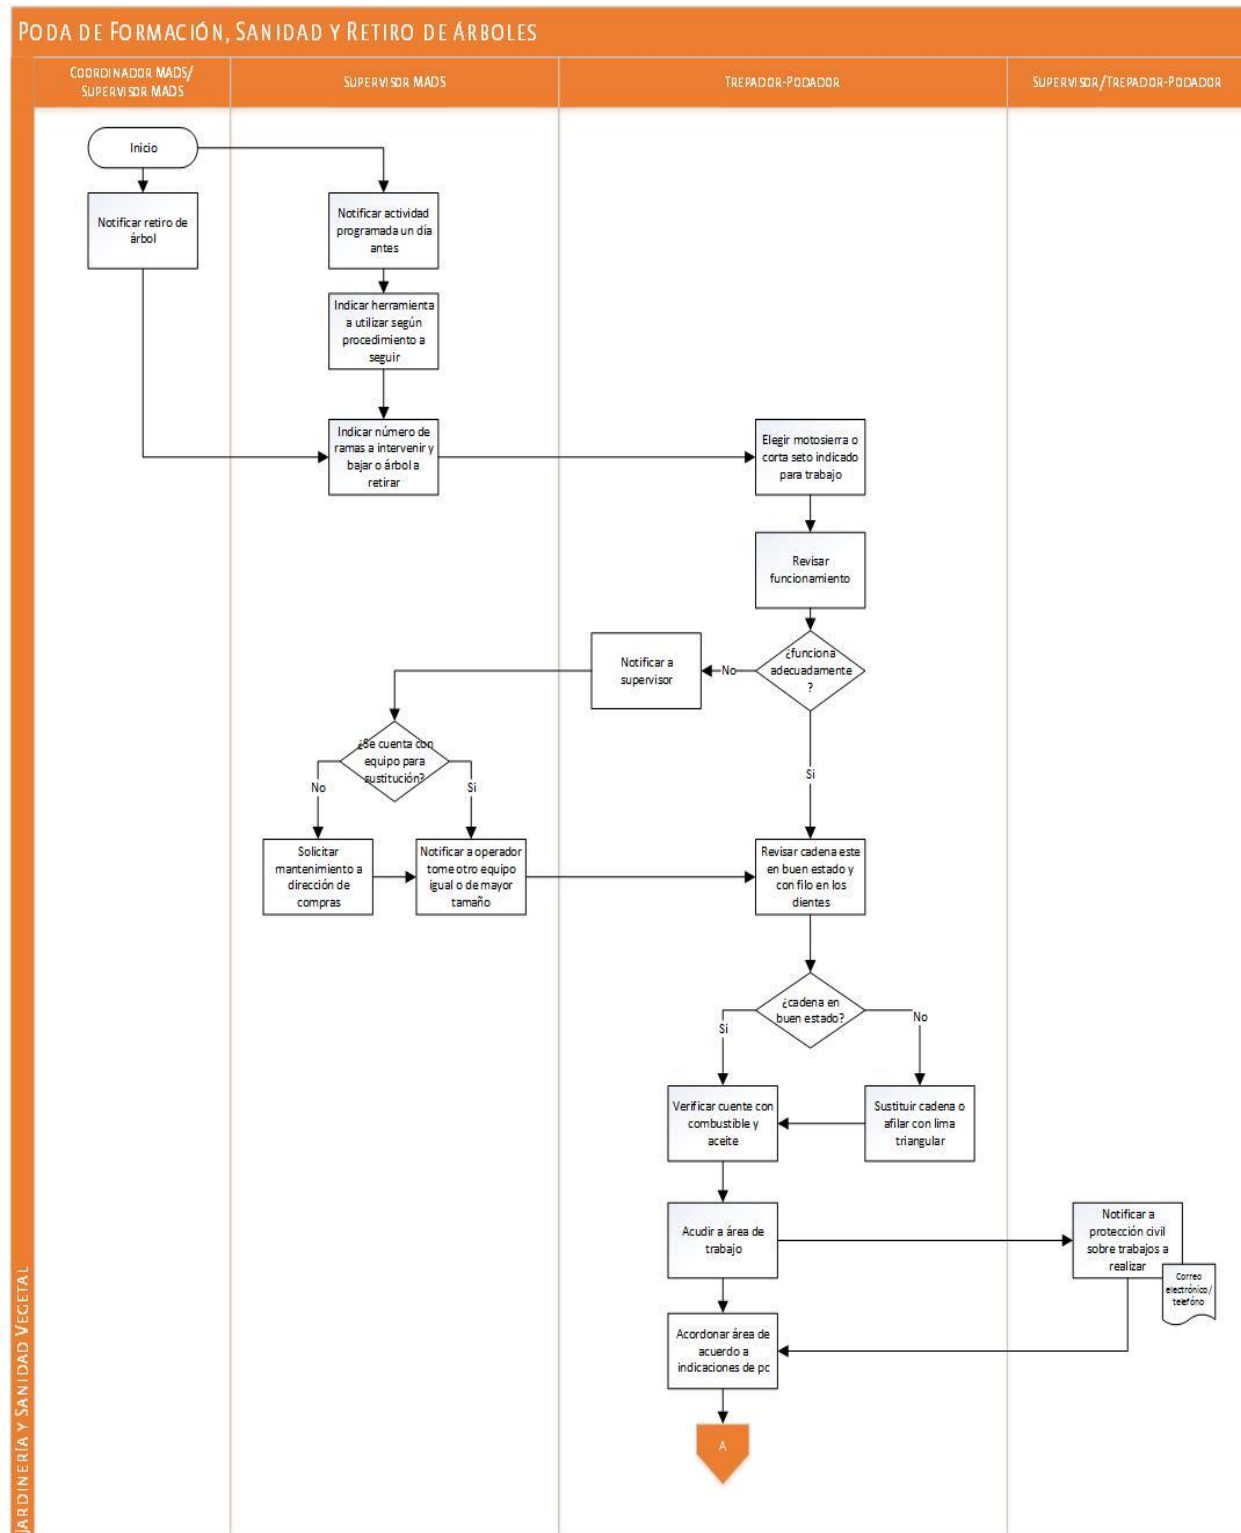 PODA DE FORMACIÓN, SANIDAD Y RETIRO DE ÁRBOLES
COORDINADOR MADS/
SUPERVISOR MADS
SUPERVISOR MADS
TREPADOR-PODADOR
SUPERVISOR/TREPADOR-PODADOR
Inicio
Notificar retiro de
árbol
Notificar actividad
programada un día
antes
Indicar herramienta
a utilizar según
procedimiento a
seguir
Indicar número de
ramas a intervenir y
bajar o árbol a
retirar
Elegir motosierra o
corta seto indicado
para trabajo
Revisar
funcionamiento
¿funciona
adecuadamente
?
No
Notificar a
supervisor
¿Se cuenta con
equipo para
sustitución?
No
Si
Si
Solicitar
mantenimiento a
dirección de
compras
Notificar a operador
tome otro equipo
igual o de mayor
tamaño
Revisar cadena este
en buen estado y
con filo en los
dientes
¿cadena en
buen estado?
Si
No
Verificar cuente con
combustible y
aceite
Sustituir cadena o
afilar con lima
triangular
Acudir a área de
trabajo
Notificar a
protección civil
sobre trabajos a
realizar
Correo
electrónico/
telefóno
Acordonar área de
acuerdo a
indicaciones de pc
A
JARDINERÍA Y SANIDAD VEGETAL